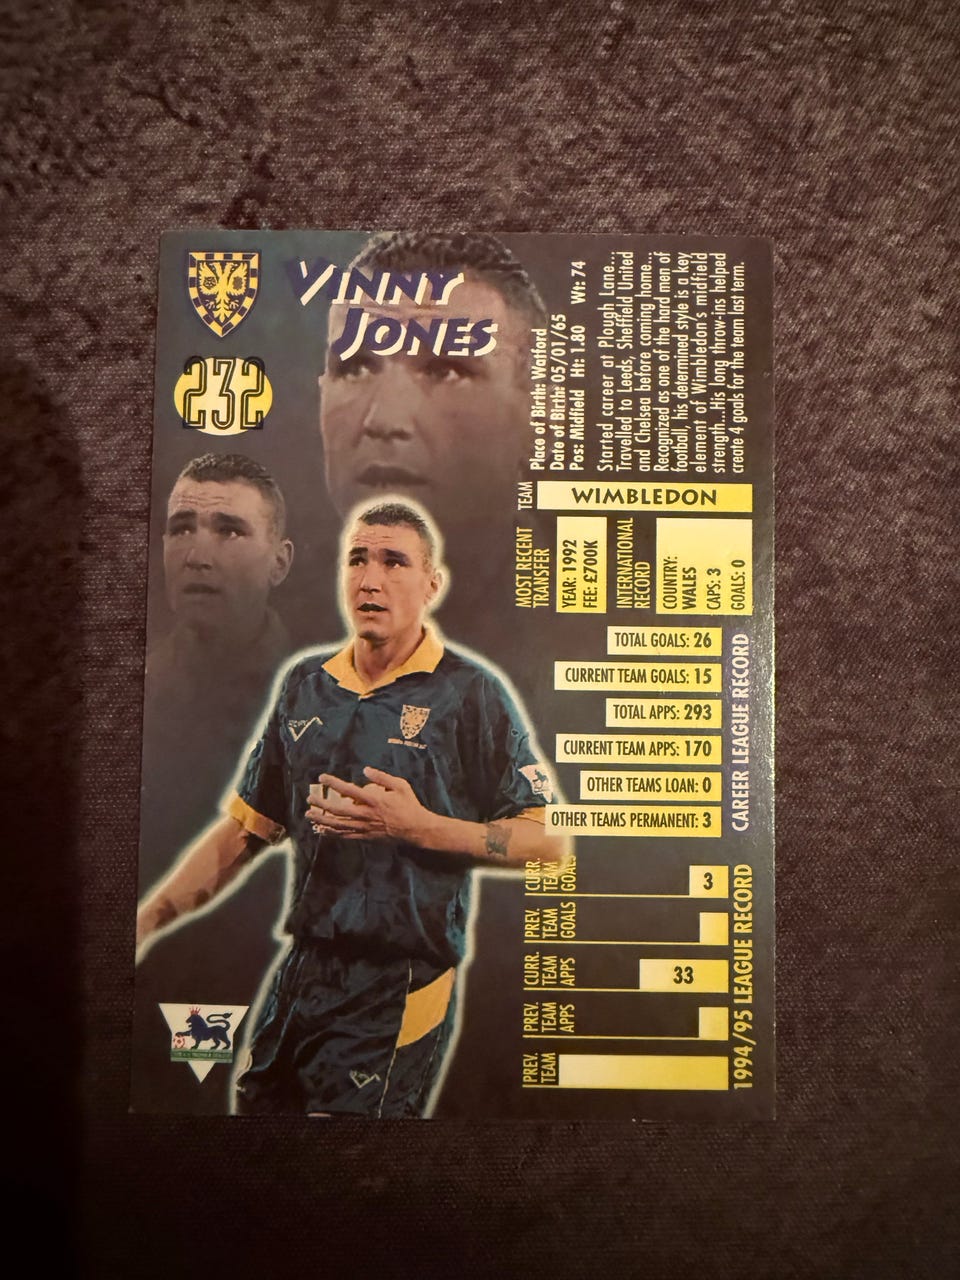 VINNY
JONES
232
Place of Birth: Watford
Date of Birth: 05/01/65
Pos: Midfield Ht: 1.80 Wt: 74
Started career at Plough Lane...
Travelled to Leeds, Sheffield United
and Chelsea before coming home...
Recognized as one of the hard men of
football, his determined style is a key
element of Wimbledon's midfield
strength...His long throw-ins helped
create 4 goals for the team last term.
TEAM
WIMBLEDON
MOST RECENT
TRANSFER
YEAR: 1992
FEE: £700K
INTERNATIONAL
RECORD
COUNTRY:
WALES
CAPS: 3
GOALS: 0
TOTAL GOALS: 26
CURRENT TEAM GOALS: 15
TOTAL APPS: 293
CURRENT TEAM APPS: 170
OTHER TEAMS LOAN: 0
OTHER TEAMS PERMANENT: 3
CAREER LEAGUE RECORD
CURR.
TEAM
GOALS
3
PREV.
TEAM
GOALS
CURR.
TEAM
APPS
33
PREV.
TEAM
APPS
PREV.
TEAM
1994/95 LEAGUE RECORD